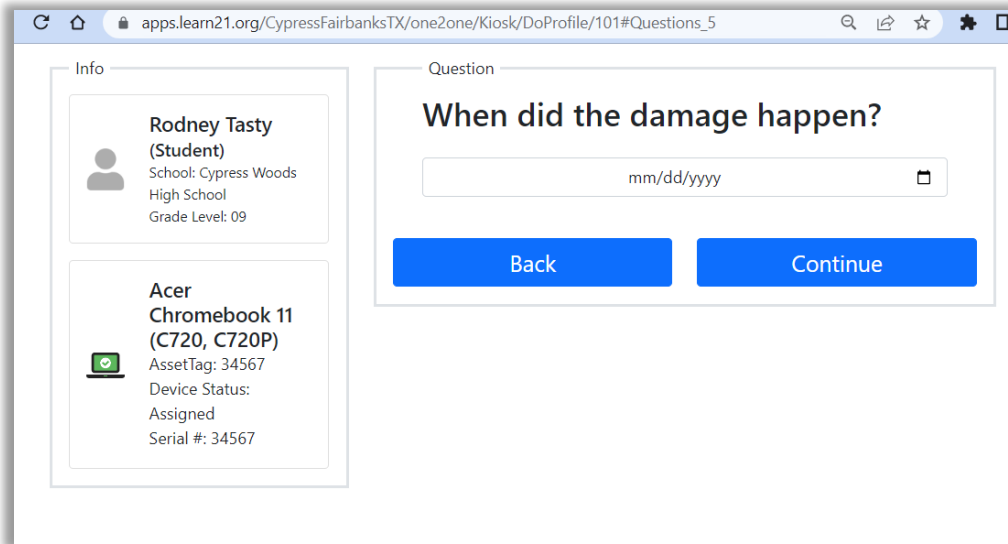 apps.learn21.org/CypressFairbanksTX/one2one/Kiosk/DoProfile/101#Questions_5
Info
Rodney Tasty
(Student)
School: Cypress Woods
High School
Grade Level: 09
Acer
Chromebook 11
(C720, C720P)
AssetTag: 34567
Device Status:
Assigned
Serial #: 34567
Question
When did the damage happen?
mm/dd/yyyy
Back
Continue